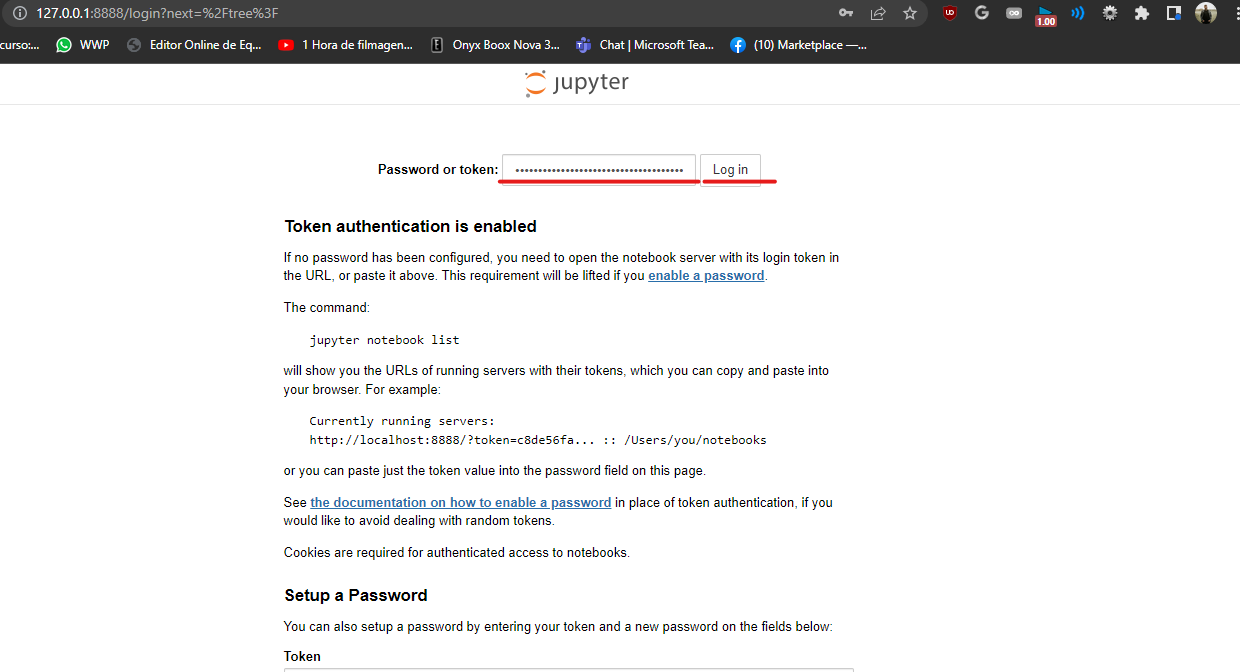 127.0.0.1:8888/login?next=%2Ftree%3F
UD
G
1.00
curso:...
WWP
Editor Online de Eq...
1 Hora de filmagen...
Onyx Boox Nova 3...
Chat | Microsoft Tea...
(10) Marketplace —...
jupyter
Password or token:
Log in
Token authentication is enabled
If no password has been configured, you need to open the notebook server with its login token in
the URL, or paste it above. This requirement will be lifted if you enable a password.
The command:
jupyter notebook list
will show you the URLs of running servers with their tokens, which you can copy and paste into
your browser. For example:
Currently running servers:
http://localhost:8888/?token=c8de56fa... :: /Users/you/notebooks
or you can paste just the token value into the password field on this page.
See the documentation on how to enable a password in place of token authentication, if you
would like to avoid dealing with random tokens.
Cookies are required for authenticated access to notebooks.
Setup a Password
You can also setup a password by entering your token and a new password on the fields below:
Token